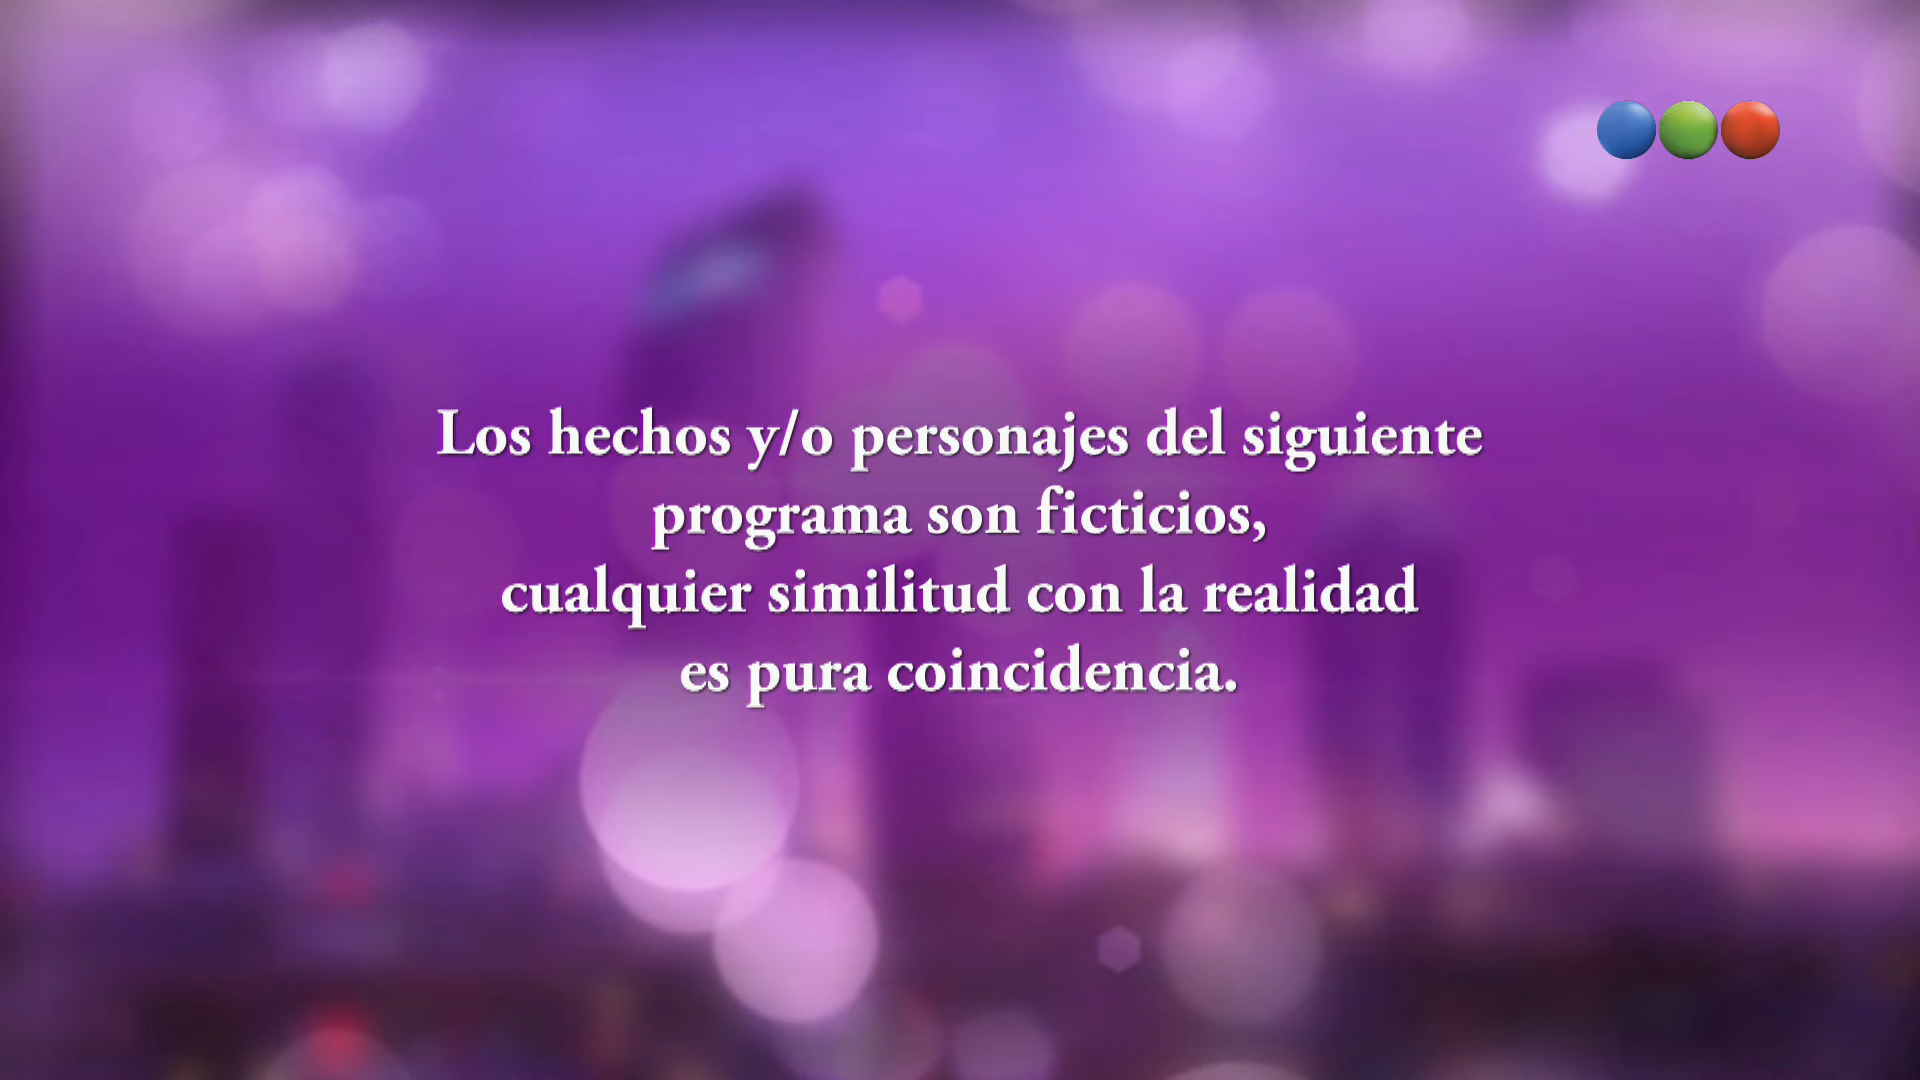 Los hechos y/o personajes del siguiente
programa son ficticios,
cualquier similitud con la realidad
es pura coincidencia.